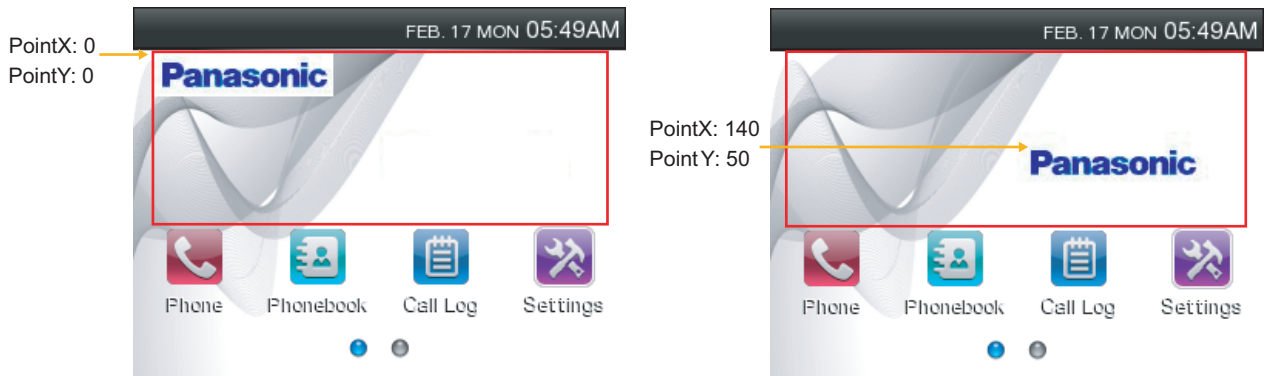 FEB. 17 MON 05:49AM
PointX: 0
PointY: 0
Panasonic
Phone Phonebook Call Log Settings
FEB. 17 MON 05:49AM
PointX: 140
PointY: 50
Panasonic
Phone Phonebook Call Log Settings